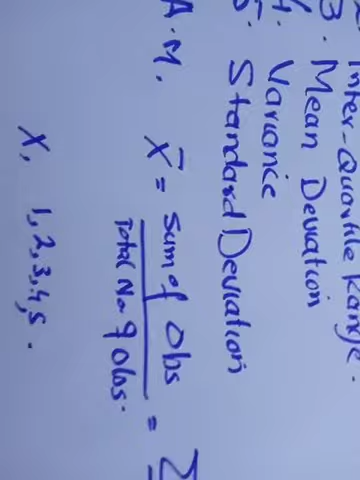 Inter-Quartile Range.
3. Mean Deviation
4. Variance
5. Standard Deviation
A.M, X̄ = Sum of Obs / Total No of Obs. = Σ
X, 1, 2, 3, 4, 5.